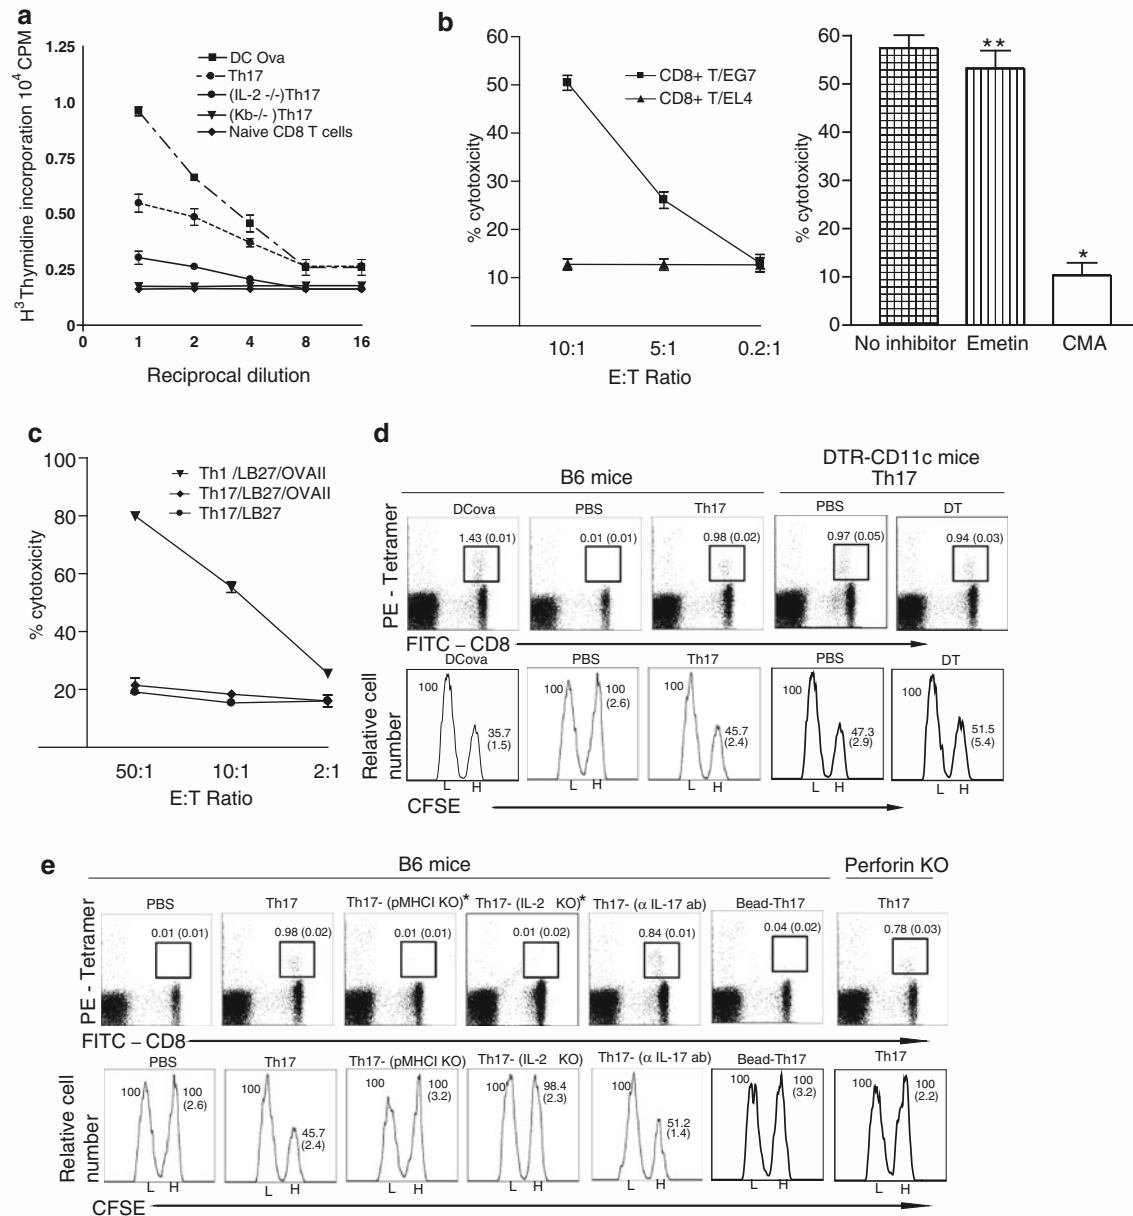 a
H³Thymidine incorporation 10⁴ CPM
1.25
1.0
0.75
0.50
0.25
0
DC Ova
Th17
(IL-2 -/-)Th17
(Kb-/- )Th17
Naive CD8 T cells
0 1 2 4 8 16
Reciprocal dilution
b
% cytotoxicity
60
50
40
30
20
10
CD8+ T/EG7
CD8+ T/EL4
10:1 5:1 0.2:1
E:T Ratio
% cytotoxicity
60
50
40
30
20
10
0
**
*
No inhibitor Emetin CMA
c
% cytotoxicity
100
80
60
40
20
Th1 /LB27/OVAII
Th17/LB27/OVAII
Th17/LB27
50:1 10:1 2:1
E:T Ratio
d
B6 mice
DTR-CD11c mice
Th17
DCova PBS Th17 PBS DT
PE - Tetramer
1.43 (0.01) 0.01 (0.01) 0.98 (0.02) 0.97 (0.05) 0.94 (0.03)
FITC – CD8
DCova PBS Th17 PBS DT
Relative cell
number
100 35.7
(1.5)
100 100
(2.6)
100 45.7
(2.4)
100 47.3
(2.9)
100 51.5
(5.4)
L H L H L H L H L H
CFSE
e
B6 mice
Perforin KO
PBS Th17 Th17- (pMHCI KO)* Th17- (IL-2 KO)* Th17- (α IL-17 ab) Bead-Th17 Th17
PE - Tetramer
0.01 (0.01) 0.98 (0.02) 0.01 (0.01) 0.01 (0.02) 0.84 (0.01) 0.04 (0.02) 0.78 (0.03)
FITC – CD8
PBS Th17 Th17- (pMHCI KO) Th17- (IL-2 KO) Th17- (α IL-17 ab) Bead-Th17 Th17
Relative cell
number
100 100
(2.6)
100 45.7
(2.4)
100 100
(3.2)
100 98.4
(2.3)
100 51.2
(1.4)
100 100
(3.2)
100 100
(2.2)
L H L H L H L H L H L H L H
CFSE